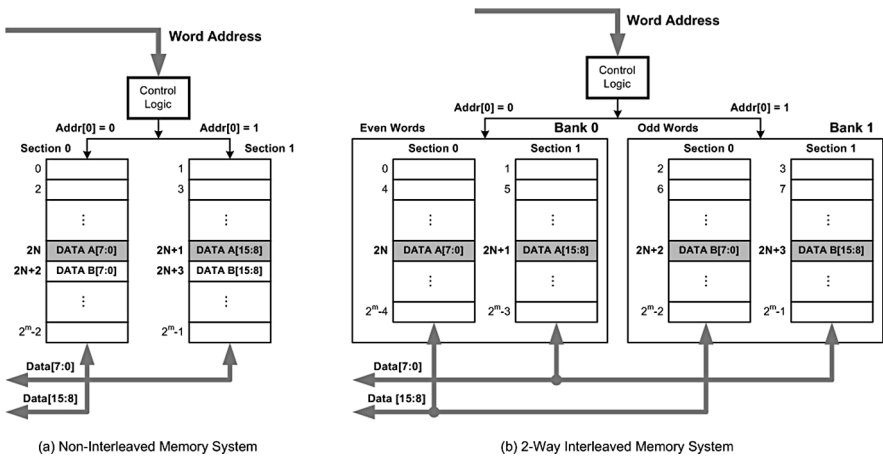 Word Address
Control
Logic
Addr[0] = 0
Addr[0] = 1
Section 0
Section 1
0
1
2
3
⋮
⋮
2N
DATA A[7:0]
2N+1
DATA A[15:8]
2N+2
DATA B[7:0]
2N+3
DATA B[15:8]
⋮
⋮
2^m-2
2^m-1
Data[7:0]
Data[15:8]
(a) Non-Interleaved Memory System
Word Address
Control
Logic
Addr[0] = 0
Addr[0] = 1
Even Words
Bank 0
Odd Words
Bank 1
Section 0
Section 1
Section 0
Section 1
0
1
2
3
4
5
6
7
⋮
⋮
⋮
⋮
2N
DATA A[7:0]
2N+1
DATA A[15:8]
2N+2
DATA B[7:0]
2N+3
DATA B[15:8]
⋮
⋮
⋮
⋮
2^m-4
2^m-3
2^m-2
2^m-1
Data[7:0]
Data [15:8]
(b) 2-Way Interleaved Memory System